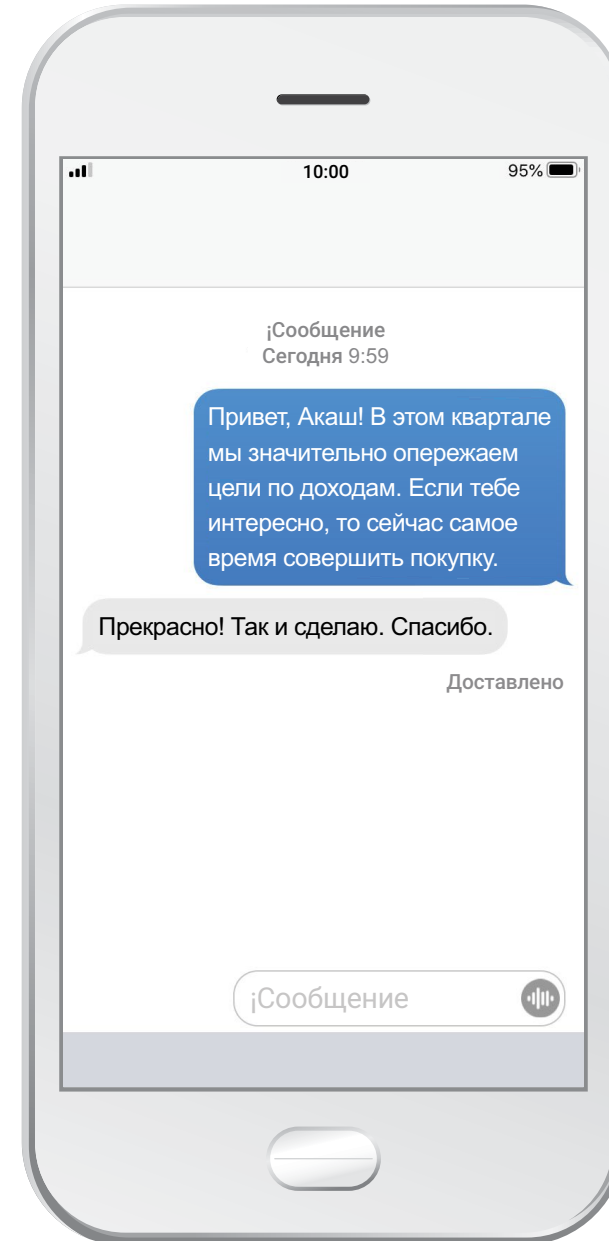 10:00
95%
¡Сообщение
Сегодня 9:59
Привет, Акаш! В этом квартале
мы значительно опережаем
цели по доходам. Если тебе
интересно, то сейчас самое
время совершить покупку.
Прекрасно! Так и сделаю. Спасибо.
Доставлено
¡Сообщение